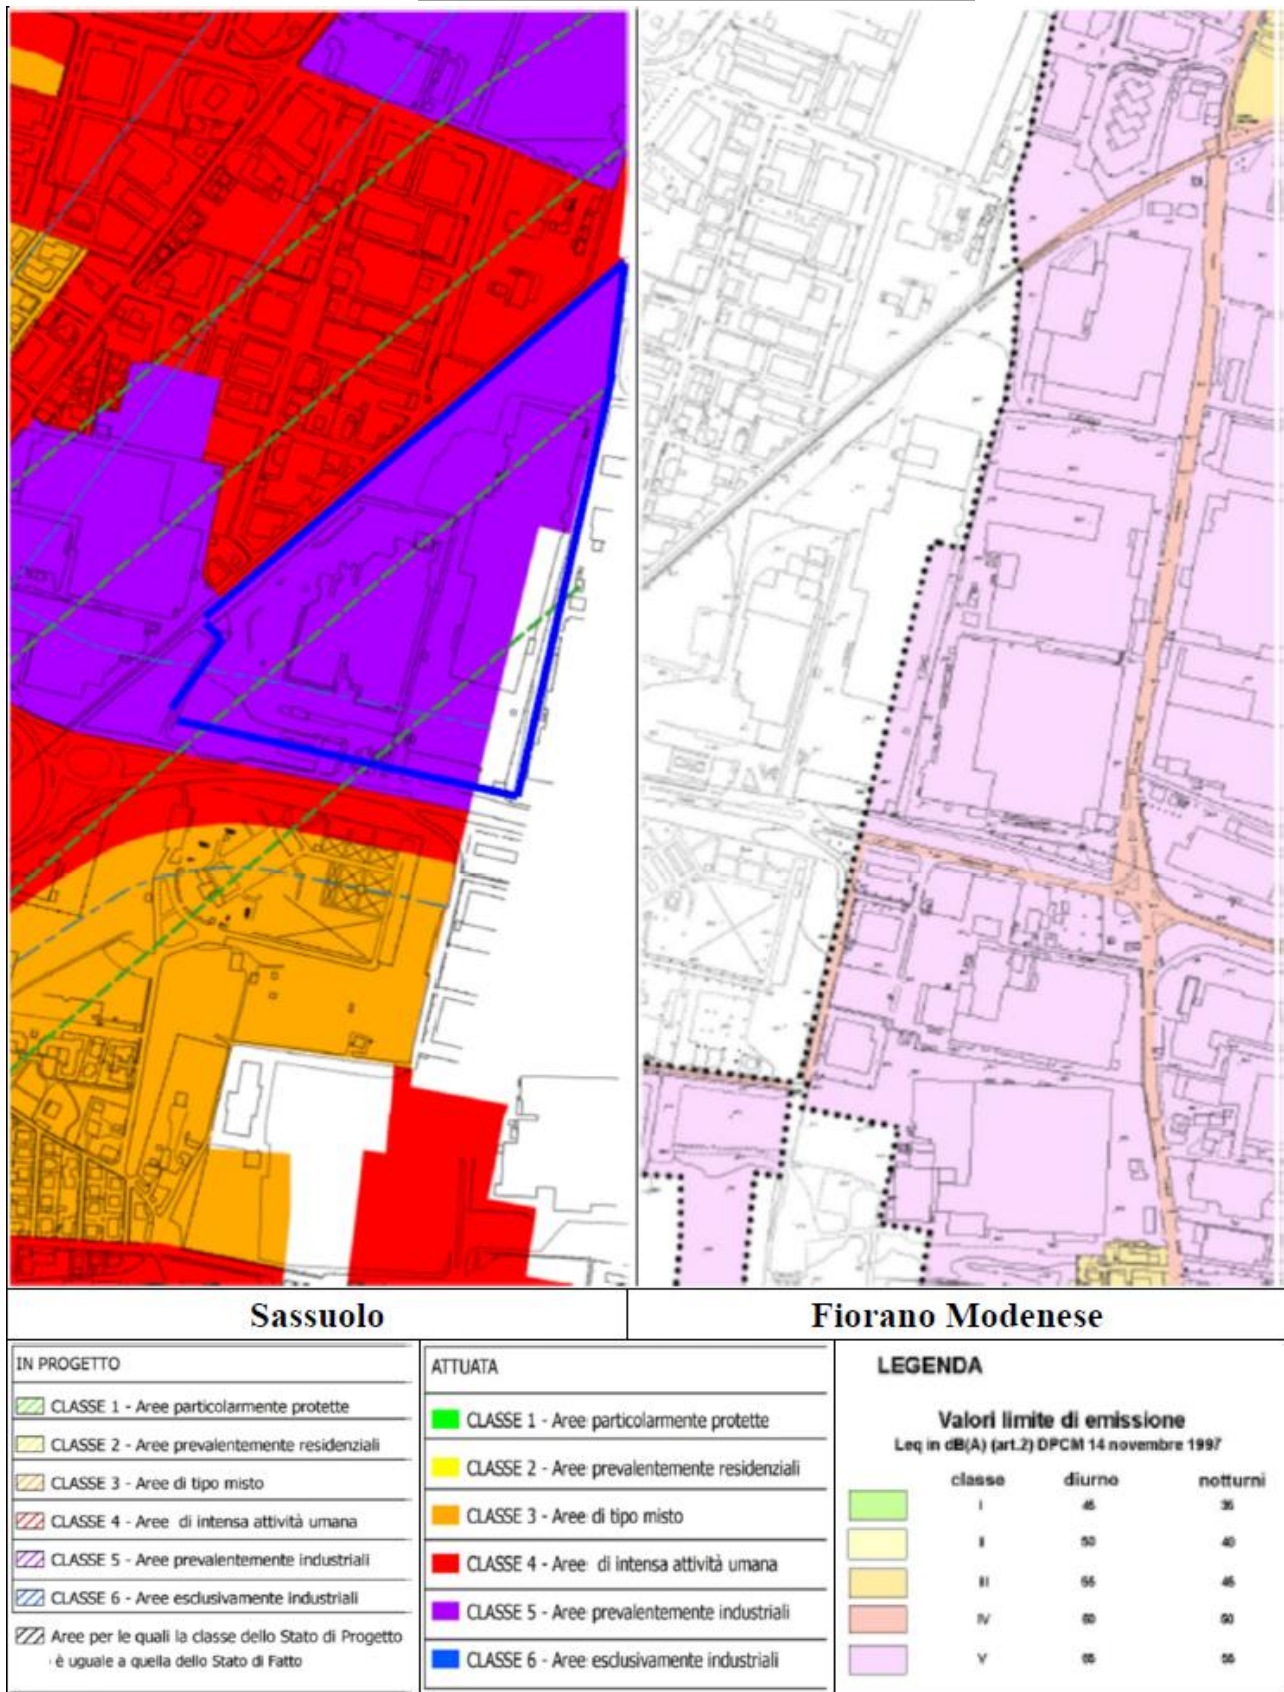 Sassuolo
Fiorano Modenese
IN PROGETTO
CLASSE 1 - Aree particolarmente protette
CLASSE 2 - Aree prevalentemente residenziali
CLASSE 3 - Aree di tipo misto
CLASSE 4 - Aree di intensa attività umana
CLASSE 5 - Aree prevalentemente industriali
CLASSE 6 - Aree esclusivamente industriali
Aree per le quali la classe dello Stato di Progetto
è uguale a quella dello Stato di Fatto
ATTUATA
CLASSE 1 - Aree particolarmente protette
CLASSE 2 - Aree prevalentemente residenziali
CLASSE 3 - Aree di tipo misto
CLASSE 4 - Aree di intensa attività umana
CLASSE 5 - Aree prevalentemente industriali
CLASSE 6 - Aree esclusivamente industriali
LEGENDA
Valori limite di emissione
Leq in dB(A) (art.2) DPCM 14 novembre 1997
classe diurno notturni
I 45 35
II 50 40
III 55 45
IV 60 50
V 65 55